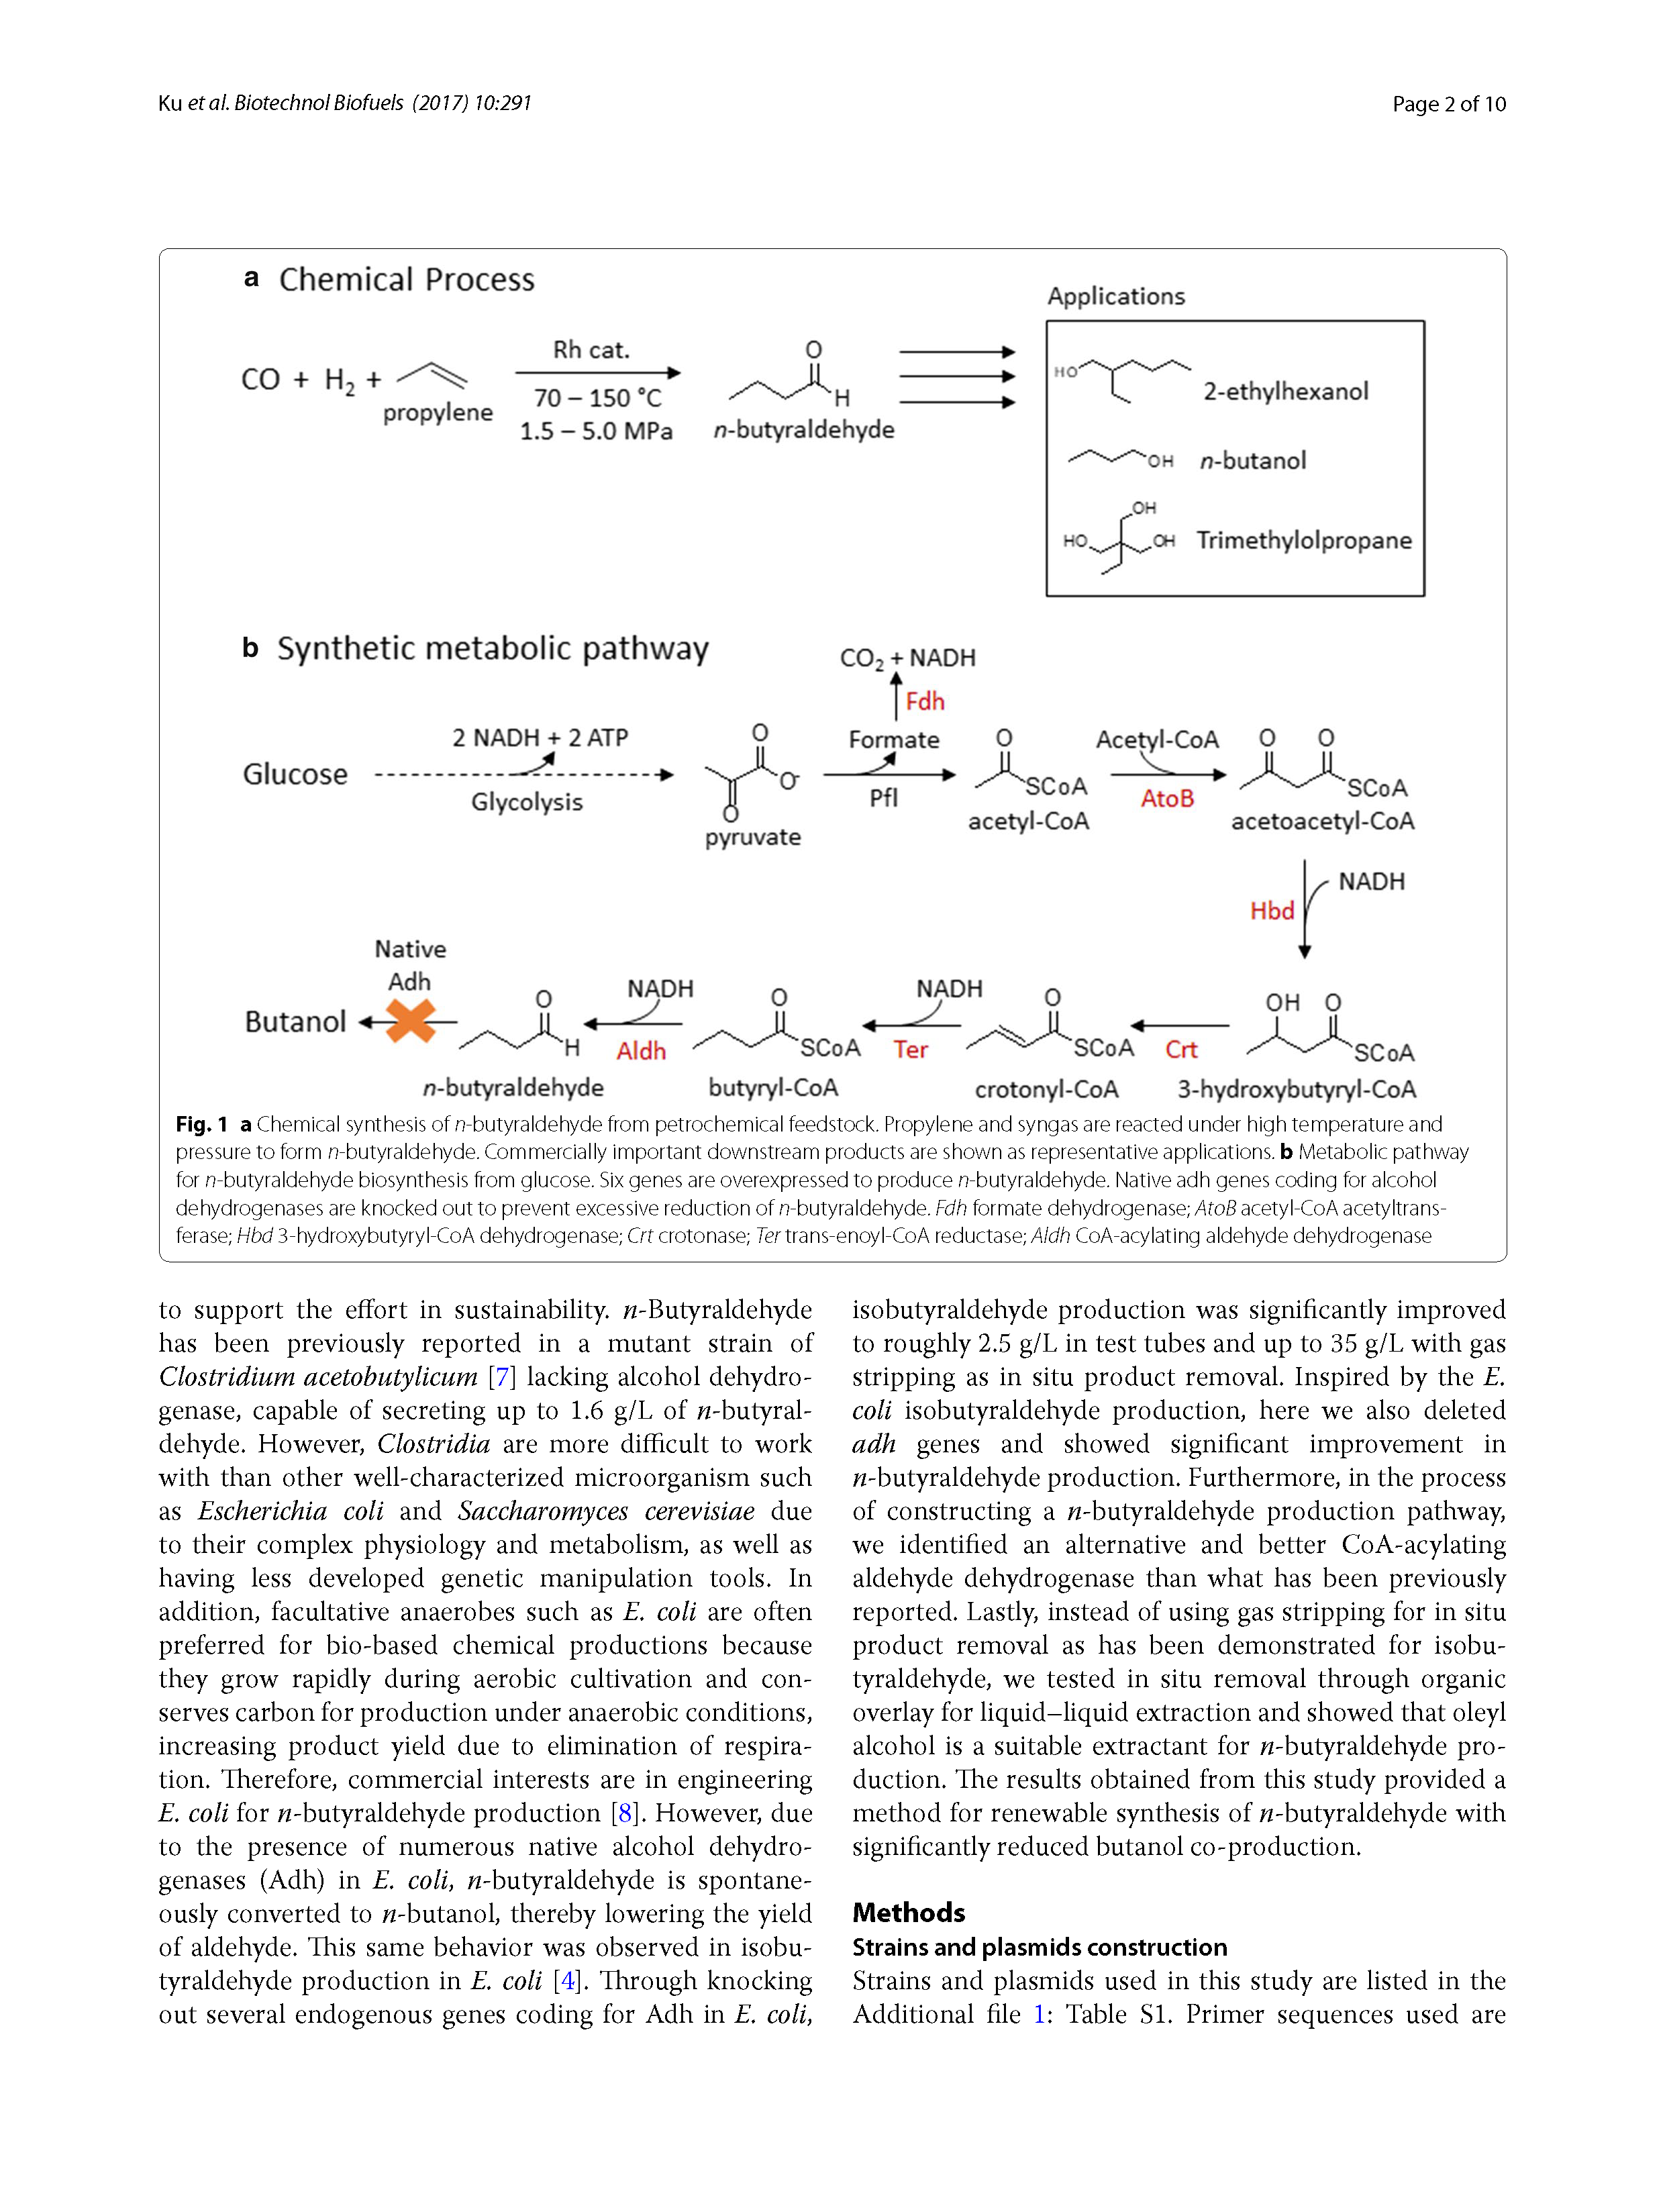 Ku et al. Biotechnol Biofuels (2017) 10:291
Page 2 of 10
a Chemical Process
Applications
CO + H2 +
propylene
Rh cat.
70 – 150 °C
1.5 – 5.0 MPa
O
H
n-butyraldehyde
HO
2-ethylhexanol
OH n-butanol
OH
HO OH Trimethylolpropane
b Synthetic metabolic pathway
CO2 + NADH
Fdh
Glucose
2 NADH + 2 ATP
Glycolysis
O
O-
O
pyruvate
Formate
Pfl
O
SCoA
acetyl-CoA
Acetyl-CoA
AtoB
O O
SCoA
acetoacetyl-CoA
NADH
Hbd
OH O
SCoA
3-hydroxybutyryl-CoA
Crt
O
SCoA
crotonyl-CoA
NADH
Ter
O
SCoA
butyryl-CoA
NADH
Aldh
O
H
n-butyraldehyde
Native
Adh
Butanol
Fig. 1 a Chemical synthesis of n-butyraldehyde from petrochemical feedstock. Propylene and syngas are reacted under high temperature and
pressure to form n-butyraldehyde. Commercially important downstream products are shown as representative applications. b Metabolic pathway
for n-butyraldehyde biosynthesis from glucose. Six genes are overexpressed to produce n-butyraldehyde. Native adh genes coding for alcohol
dehydrogenases are knocked out to prevent excessive reduction of n-butyraldehyde. Fdh formate dehydrogenase; AtoB acetyl-CoA acetyltrans-
ferase; Hbd 3-hydroxybutyryl-CoA dehydrogenase; Crt crotonase; Ter trans-enoyl-CoA reductase; Aldh CoA-acylating aldehyde dehydrogenase
to support the effort in sustainability. n-Butyraldehyde
has been previously reported in a mutant strain of
Clostridium acetobutylicum [7] lacking alcohol dehydro-
genase, capable of secreting up to 1.6 g/L of n-butyral-
dehyde. However, Clostridia are more difficult to work
with than other well-characterized microorganism such
as Escherichia coli and Saccharomyces cerevisiae due
to their complex physiology and metabolism, as well as
having less developed genetic manipulation tools. In
addition, facultative anaerobes such as E. coli are often
preferred for bio-based chemical productions because
they grow rapidly during aerobic cultivation and con-
serves carbon for production under anaerobic conditions,
increasing product yield due to elimination of respira-
tion. Therefore, commercial interests are in engineering
E. coli for n-butyraldehyde production [8]. However, due
to the presence of numerous native alcohol dehydro-
genases (Adh) in E. coli, n-butyraldehyde is spontane-
ously converted to n-butanol, thereby lowering the yield
of aldehyde. This same behavior was observed in isobu-
tyraldehyde production in E. coli [4]. Through knocking
out several endogenous genes coding for Adh in E. coli,
isobutyraldehyde production was significantly improved
to roughly 2.5 g/L in test tubes and up to 35 g/L with gas
stripping as in situ product removal. Inspired by the E.
coli isobutyraldehyde production, here we also deleted
adh genes and showed significant improvement in
n-butyraldehyde production. Furthermore, in the process
of constructing a n-butyraldehyde production pathway,
we identified an alternative and better CoA-acylating
aldehyde dehydrogenase than what has been previously
reported. Lastly, instead of using gas stripping for in situ
product removal as has been demonstrated for isobu-
tyraldehyde, we tested in situ removal through organic
overlay for liquid–liquid extraction and showed that oleyl
alcohol is a suitable extractant for n-butyraldehyde pro-
duction. The results obtained from this study provided a
method for renewable synthesis of n-butyraldehyde with
significantly reduced butanol co-production.
Methods
Strains and plasmids construction
Strains and plasmids used in this study are listed in the
Additional file 1: Table S1. Primer sequences used are